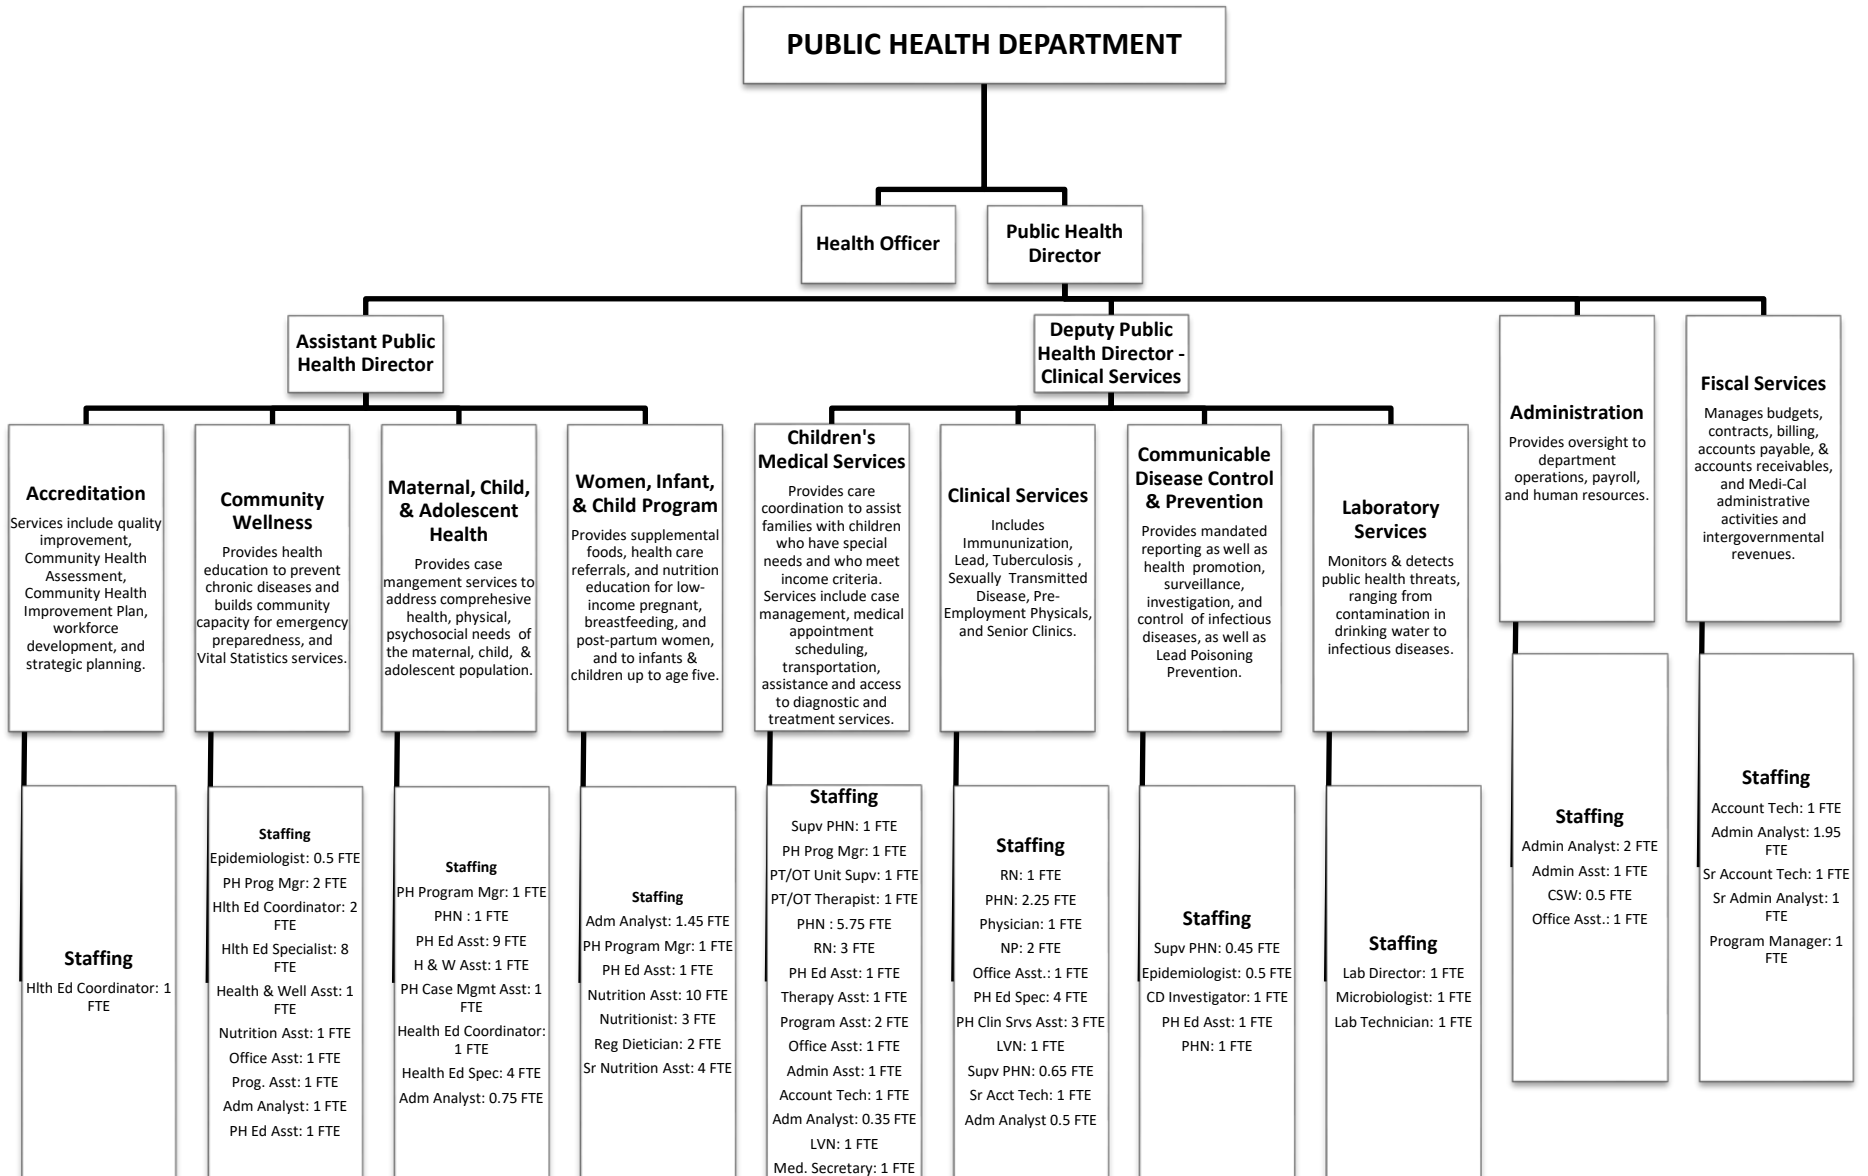 PUBLIC HEALTH DEPARTMENT
Health Officer
Public Health
Director
Assistant Public
Health Director
Deputy Public
Health Director -
Clinical Services
Accreditation
Services include quality
improvement,
Community Health
Assessment,
Community Health
Improvement Plan,
workforce
development, and
strategic planning.
Community
Wellness
Provides health
education to prevent
chronic diseases and
builds community
capacity for emergency
preparedness, and
Vital Statistics services.
Maternal, Child,
& Adolescent
Health
Provides case
mangement services to
address comprehesive
health, physical,
psychosocial needs of
the maternal, child, &
adolescent population.
Women, Infant,
& Child Program
Provides supplemental
foods, health care
referrals, and nutrition
education for low-
income pregnant,
breastfeeding, and
post-partum women,
and to infants &
children up to age five.
Children's
Medical Services
Provides care
coordination to assist
families with children
who have special
needs and who meet
income criteria.
Services include case
management, medical
appointment
scheduling,
transportation,
assistance and access
to diagnostic and
treatment services.
Clinical Services
Includes
Immununization,
Lead, Tuberculosis ,
Sexually Transmitted
Disease, Pre-
Employment Physicals,
and Senior Clinics.
Communicable
Disease Control
& Prevention
Provides mandated
reporting as well as
health promotion,
surveillance,
investigation, and
control of infectious
diseases, as well as
Lead Poisoning
Prevention.
Laboratory
Services
Monitors & detects
public health threats,
ranging from
contamination in
drinking water to
infectious diseases.
Administration
Provides oversight to
department
operations, payroll,
and human resources.
Fiscal Services
Manages budgets,
contracts, billing,
accounts payable, &
accounts receivables,
and Medi-Cal
administrative
activities and
intergovernmental
revenues.
Staffing
Hlth Ed Coordinator: 1
FTE
Staffing
Epidemiologist: 0.5 FTE
PH Prog Mgr: 2 FTE
Hlth Ed Coordinator: 2
FTE
Hlth Ed Specialist: 8
FTE
Health & Well Asst: 1
FTE
Nutrition Asst: 1 FTE
Office Asst: 1 FTE
Prog. Asst: 1 FTE
Adm Analyst: 1 FTE
PH Ed Asst: 1 FTE
Staffing
PH Program Mgr: 1 FTE
PHN : 1 FTE
PH Ed Asst: 9 FTE
H & W Asst: 1 FTE
PH Case Mgmt Asst: 1
FTE
Health Ed Coordinator:
1 FTE
Health Ed Spec: 4 FTE
Adm Analyst: 0.75 FTE
Staffing
Adm Analyst: 1.45 FTE
PH Program Mgr: 1 FTE
PH Ed Asst: 1 FTE
Nutrition Asst: 10 FTE
Nutritionist: 3 FTE
Reg Dietician: 2 FTE
Sr Nutrition Asst: 4 FTE
Staffing
Supv PHN: 1 FTE
PH Prog Mgr: 1 FTE
PT/OT Unit Supv: 1 FTE
PT/OT Therapist: 1 FTE
PHN : 5.75 FTE
RN: 3 FTE
PH Ed Asst: 1 FTE
Therapy Asst: 1 FTE
Program Asst: 2 FTE
Office Asst: 1 FTE
Admin Asst: 1 FTE
Account Tech: 1 FTE
Adm Analyst: 0.35 FTE
LVN: 1 FTE
Med. Secretary: 1 FTE
Staffing
RN: 1 FTE
PHN: 2.25 FTE
Physician: 1 FTE
NP: 2 FTE
Office Asst.: 1 FTE
PH Ed Spec: 4 FTE
PH Clin Srvs Asst: 3 FTE
LVN: 1 FTE
Supv PHN: 0.65 FTE
Sr Acct Tech: 1 FTE
Adm Analyst 0.5 FTE
Staffing
Supv PHN: 0.45 FTE
Epidemiologist: 0.5 FTE
CD Investigator: 1 FTE
PH Ed Asst: 1 FTE
PHN: 1 FTE
Staffing
Lab Director: 1 FTE
Microbiologist: 1 FTE
Lab Technician: 1 FTE
Staffing
Admin Analyst: 2 FTE
Admin Asst: 1 FTE
CSW: 0.5 FTE
Office Asst.: 1 FTE
Staffing
Account Tech: 1 FTE
Admin Analyst: 1.95
FTE
Sr Account Tech: 1 FTE
Sr Admin Analyst: 1
FTE
Program Manager: 1
FTE